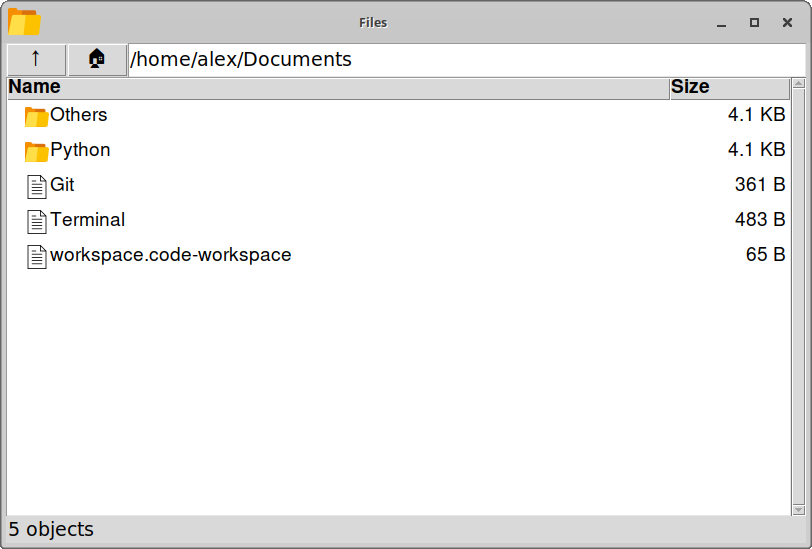 Files
↑ /home/alex/Documents
Name Size
Others 4.1 KB
Python 4.1 KB
Git 361 B
Terminal 483 B
workspace.code-workspace 65 B
5 objects